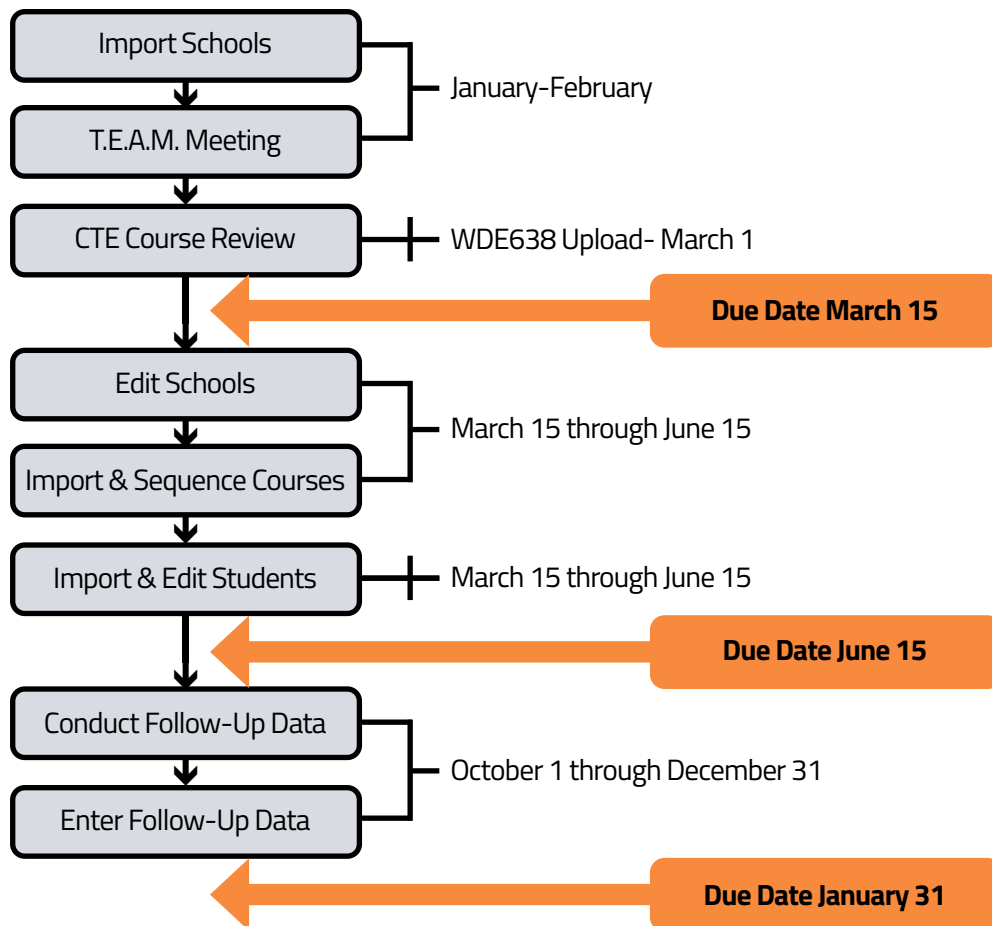 Import Schools
January-February
T.E.A.M. Meeting
CTE Course Review
WDE638 Upload- March 1
Due Date March 15
Edit Schools
March 15 through June 15
Import & Sequence Courses
Import & Edit Students
March 15 through June 15
Due Date June 15
Conduct Follow-Up Data
October 1 through December 31
Enter Follow-Up Data
Due Date January 31